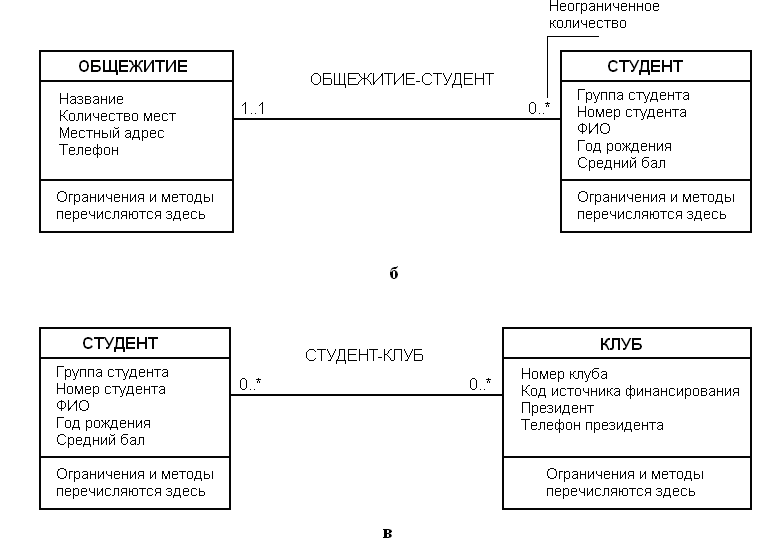 Неограниченное
количество
ОБЩЕЖИТИЕ
ОБЩЕЖИТИЕ-СТУДЕНТ
СТУДЕНТ
Название
Количество мест
Местный адрес
Телефон
1..1
0..*
Группа студента
Номер студента
ФИО
Год рождения
Средний бал
Ограничения и методы
перечисляются здесь
Ограничения и методы
перечисляются здесь
б
СТУДЕНТ
СТУДЕНТ-КЛУБ
КЛУБ
Группа студента
Номер студента
ФИО
Год рождения
Средний бал
0..*
0..*
Номер клуба
Код источника финансирования
Президент
Телефон президента
Ограничения и методы
перечисляются здесь
Ограничения и методы
перечисляются здесь
в